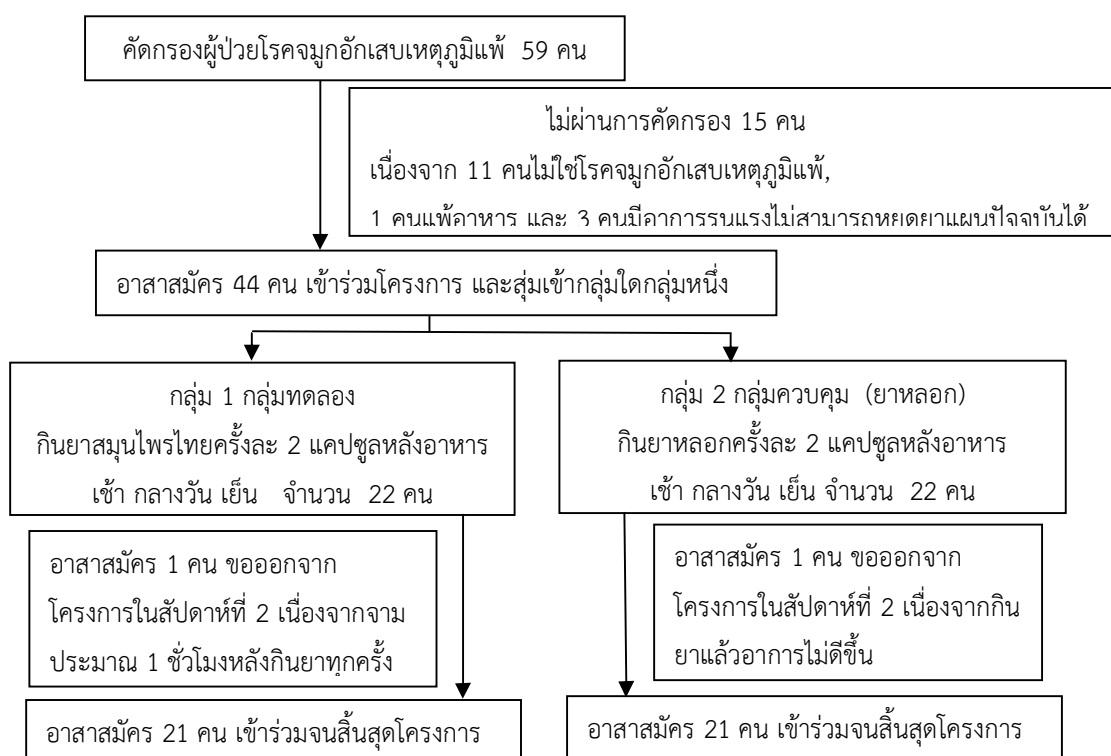 คัดกรองผู้ป่วยโรคจมูกอักเสบเหตุภูมิแพ้ 59 คน
ไม่ผ่านการคัดกรอง 15 คน
เนื่องจาก 11 คนไม่ใช่โรคจมูกอักเสบเหตุภูมิแพ้,
1 คนแพ้อาหาร และ 3 คนมีอาการรุนแรงไม่สามารถหยุดยาแผนปัจจุบันได้
อาสาสมัคร 44 คน เข้าร่วมโครงการ และสุ่มเข้ากลุ่มใดกลุ่มหนึ่ง
กลุ่ม 1 กลุ่มทดลอง
กินยาสมุนไพรไทยครั้งละ 2 แคปซูลหลังอาหาร
เช้า กลางวัน เย็น จำนวน 22 คน
กลุ่ม 2 กลุ่มควบคุม (ยาหลอก)
กินยาหลอกครั้งละ 2 แคปซูลหลังอาหาร
เช้า กลางวัน เย็น จำนวน 22 คน
อาสาสมัคร 1 คน ขอออกจาก
โครงการในสัปดาห์ที่ 2 เนื่องจากจาม
ประมาณ 1 ชั่วโมงหลังกินยาทุกครั้ง
อาสาสมัคร 1 คน ขอออกจาก
โครงการในสัปดาห์ที่ 2 เนื่องจากกิน
ยาแล้วอาการไม่ดีขึ้น
อาสาสมัคร 21 คน เข้าร่วมจนสิ้นสุดโครงการ
อาสาสมัคร 21 คน เข้าร่วมจนสิ้นสุดโครงการ